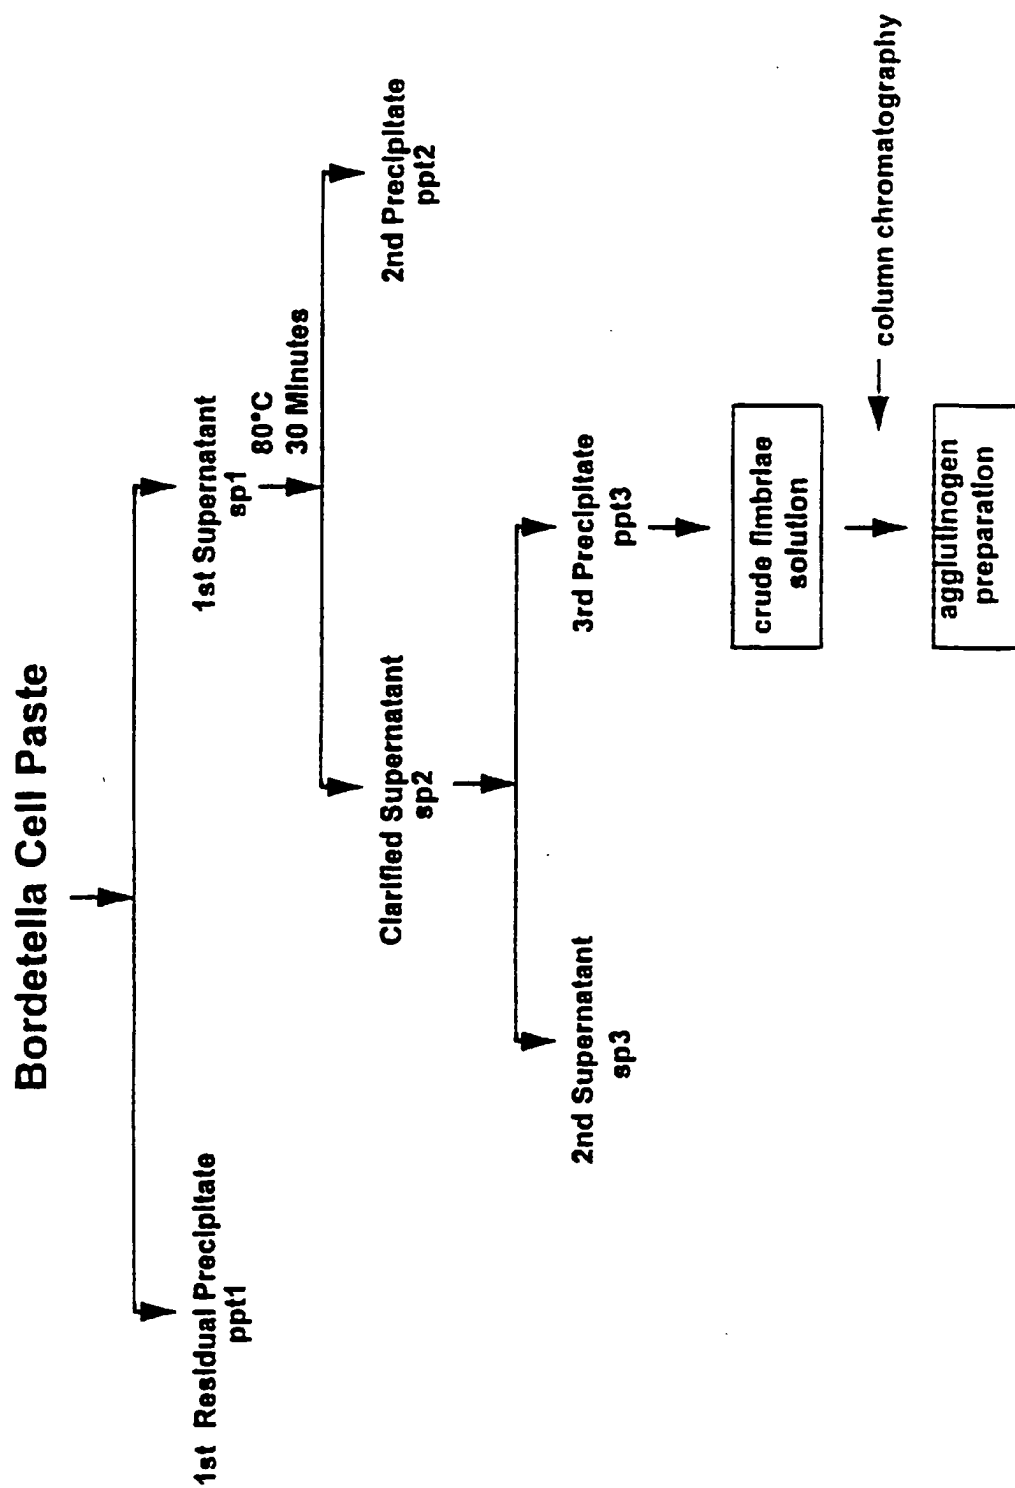 Bordetella Cell Paste
1st Residual Precipitate
ppt1
1st Supernatant
sp1
80°C
30 Minutes
Clarified Supernatant
sp2
2nd Precipitate
ppt2
2nd Supernatant
sp3
3rd Precipitate
ppt3
crude fimbriae
solution
column chromatography
agglutinogen
preparation